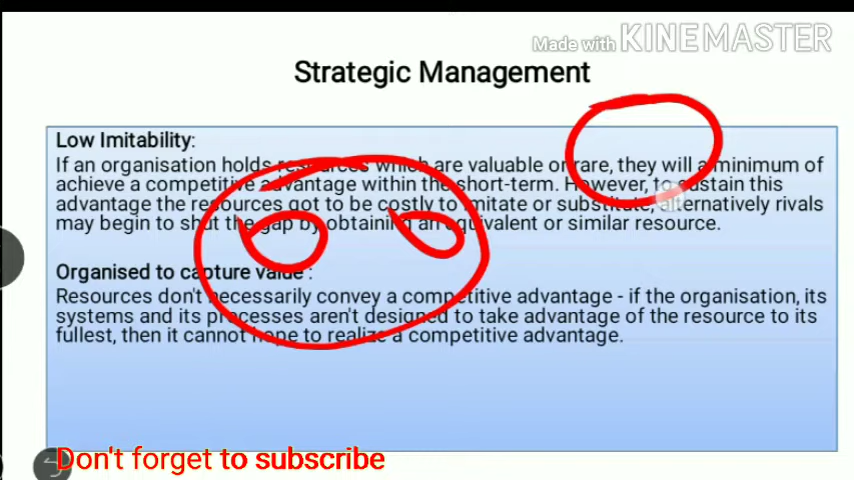 Made with KINEMASTER
Strategic Management
Low Imitability:
If an organisation holds resources which are valuable or rare, they will a minimum of
achieve a competitive advantage within the short-term. However, to sustain this
advantage the resources got to be costly to imitate or substitute, alternatively rivals
may begin to shut the gap by obtaining an equivalent or similar resource.
Organised to capture value :
Resources don't necessarily convey a competitive advantage - if the organisation, its
systems and its processes aren't designed to take advantage of the resource to its
fullest, then it cannot hope to realize a competitive advantage.
Don't forget to subscribe